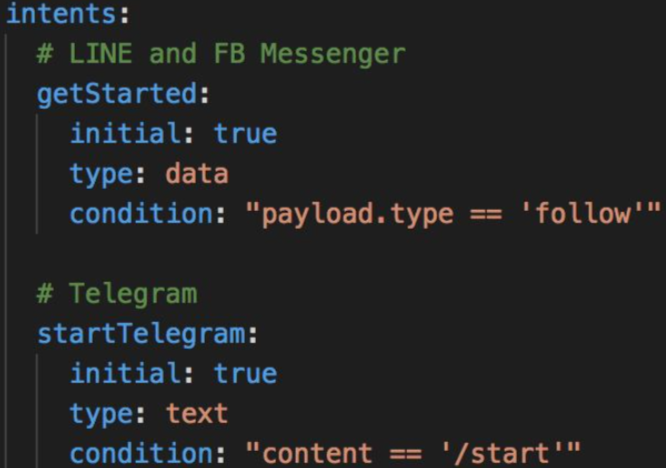 intents:
# LINE and FB Messenger
getStarted:
initial: true
type: data
condition: "payload.type == 'follow'"
# Telegram
startTelegram:
initial: true
type: text
condition: "content == '/start'"